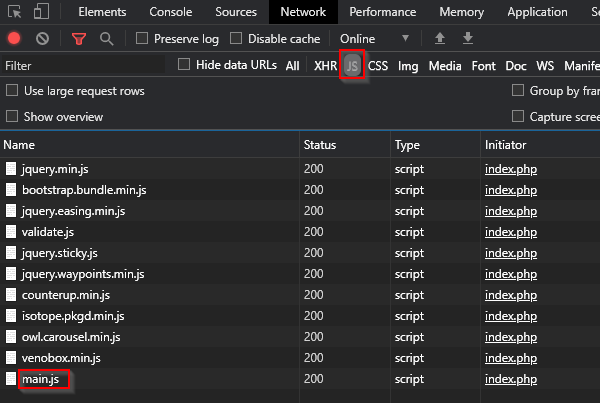 Elements Console Sources Network Performance Memory Application
Preserve log Disable cache Online
Filter Hide data URLs All XHR JS CSS Img Media Font Doc WS Manife
Use large request rows Group by fran
Show overview Capture scree
Name Status Type Initiator
jquery.min.js 200 script index.php
bootstrap.bundle.min.js 200 script index.php
jquery.easing.min.js 200 script index.php
validate.js 200 script index.php
jquery.sticky.js 200 script index.php
jquery.waypoints.min.js 200 script index.php
counterup.min.js 200 script index.php
isotope.pkgd.min.js 200 script index.php
owl.carousel.min.js 200 script index.php
venobox.min.js 200 script index.php
main.js 200 script index.php